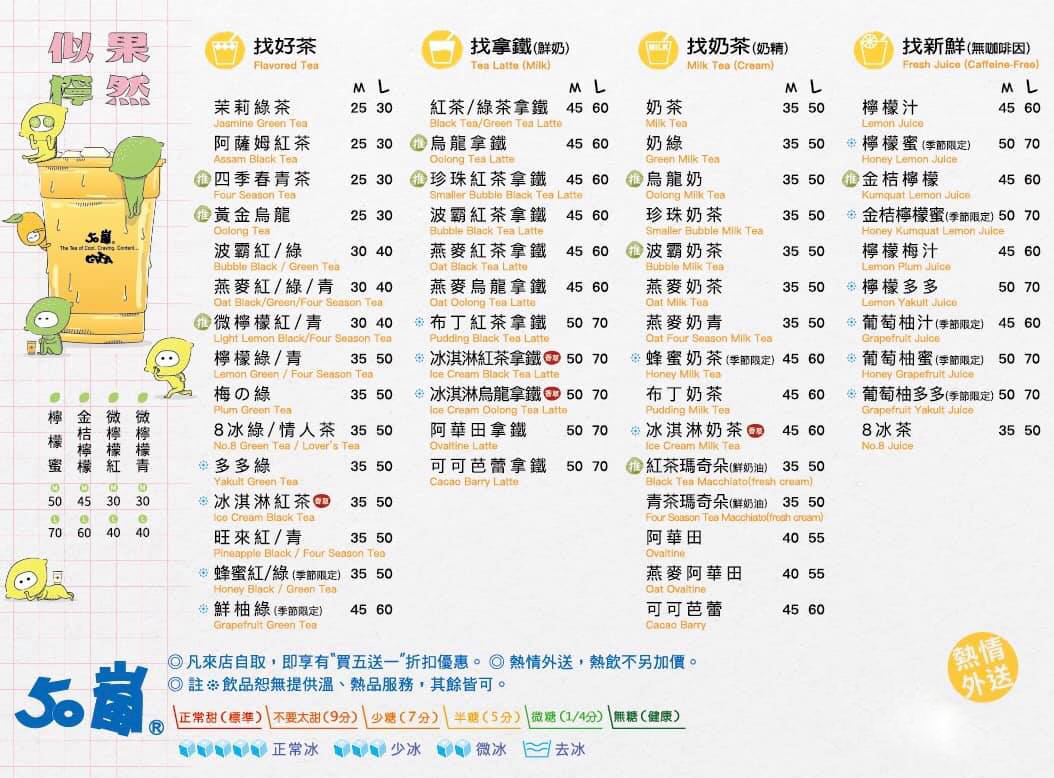 似果
檸然
50嵐®
The Tea of Cool. Craving. Content...
檸檬蜜 M 50 L 70
金桔檸檬 M 45 L 60
微檸檬紅 M 30 L 40
微檸檬青 M 30 L 40
找好茶
Flavored Tea
M L
茉莉綠茶 25 30
Jasmine Green Tea
阿薩姆紅茶 25 30
Assam Black Tea
推 四季春青茶 25 30
Four Season Tea
推 黃金烏龍 25 30
Oolong Tea
波霸紅/綠 30 40
Bubble Black / Green Tea
燕麥紅/綠/青 30 40
Oat Black/Green/Four Season Tea
推 微檸檬紅/青 30 40
Light Lemon Black/Four Season Tea
檸檬綠/青 35 50
Lemon Green / Four Season Tea
梅の綠 35 50
Plum Green Tea
8冰綠/情人茶 35 50
No.8 Green Tea / Lover's Tea
※ 多多綠 35 50
Yakult Green Tea
※ 冰淇淋紅茶 香草 35 50
Ice Cream Black Tea
旺來紅/青 35 50
Pineapple Black / Four Season Tea
※ 蜂蜜紅/綠(季節限定) 35 50
Honey Black / Green Tea
※ 鮮柚綠(季節限定) 45 60
Grapefruit Green Tea
找拿鐵(鮮奶)
Tea Latte (Milk)
M L
紅茶/綠茶拿鐵 45 60
Black Tea/Green Tea Latte
推 烏龍拿鐵 45 60
Oolong Tea Latte
推 珍珠紅茶拿鐵 45 60
Smaller Bubble Black Tea Latte
波霸紅茶拿鐵 45 60
Bubble Black Tea Latte
燕麥紅茶拿鐵 45 60
Oat Black Tea Latte
燕麥烏龍拿鐵 45 60
Oat Oolong Tea Latte
※ 布丁紅茶拿鐵 50 70
Pudding Black Tea Latte
※ 冰淇淋紅茶拿鐵 香草 50 70
Ice Cream Black Tea Latte
※ 冰淇淋烏龍拿鐵 香草 50 70
Ice Cream Oolong Tea Latte
阿華田拿鐵 50 70
Ovaltine Latte
可可芭蕾拿鐵 50 70
Cacao Barry Latte
MILK
找奶茶(奶精)
Milk Tea (Cream)
M L
奶茶 35 50
Milk Tea
奶綠 35 50
Green Milk Tea
推 烏龍奶 35 50
Oolong Milk Tea
珍珠奶茶 35 50
Smaller Bubble Milk Tea
推 波霸奶茶 35 50
Bubble Milk Tea
燕麥奶茶 35 50
Oat Milk Tea
燕麥奶青 35 50
Oat Four Season Milk Tea
※ 蜂蜜奶茶(季節限定) 45 60
Honey Milk Tea
布丁奶茶 45 60
Pudding Milk Tea
※ 冰淇淋奶茶 香草 45 60
Ice Cream Milk Tea
推 紅茶瑪奇朵(鮮奶油) 35 50
Black Tea Macchiato(fresh cream)
青茶瑪奇朵(鮮奶油) 35 50
Four Season Tea Macchiato(fresh cream)
阿華田 40 55
Ovaltine
燕麥阿華田 40 55
Oat Ovaltine
可可芭蕾 45 60
Cacao Barry
找新鮮(無咖啡因)
Fresh Juice (Caffeine-Free)
M L
檸檬汁 45 60
Lemon Juice
※ 檸檬蜜(季節限定) 50 70
Honey Lemon Juice
推 金桔檸檬 45 60
Kumquat Lemon Juice
※ 金桔檸檬蜜(季節限定) 50 70
Honey Kumquat Lemon Juice
檸檬梅汁 45 60
Lemon Plum Juice
※ 檸檬多多 50 70
Lemon Yakult Juice
※ 葡萄柚汁(季節限定) 45 60
Grapefruit Juice
※ 葡萄柚蜜(季節限定) 50 70
Honey Grapefruit Juice
※ 葡萄柚多多(季節限定) 50 70
Grapefruit Yakult Juice
8冰茶 35 50
No.8 Juice
50嵐®
◎凡來店自取，即享有"買五送一"折扣優惠。◎熱情外送，熱飲不另加價。
◎註※飲品恕無提供溫、熱品服務，其餘皆可。
正常甜(標準) 不要太甜(9分) 少糖(7分) 半糖(5分) 微糖(1/4分) 無糖(健康)
正常冰 少冰 微冰 去冰
熱情
外送